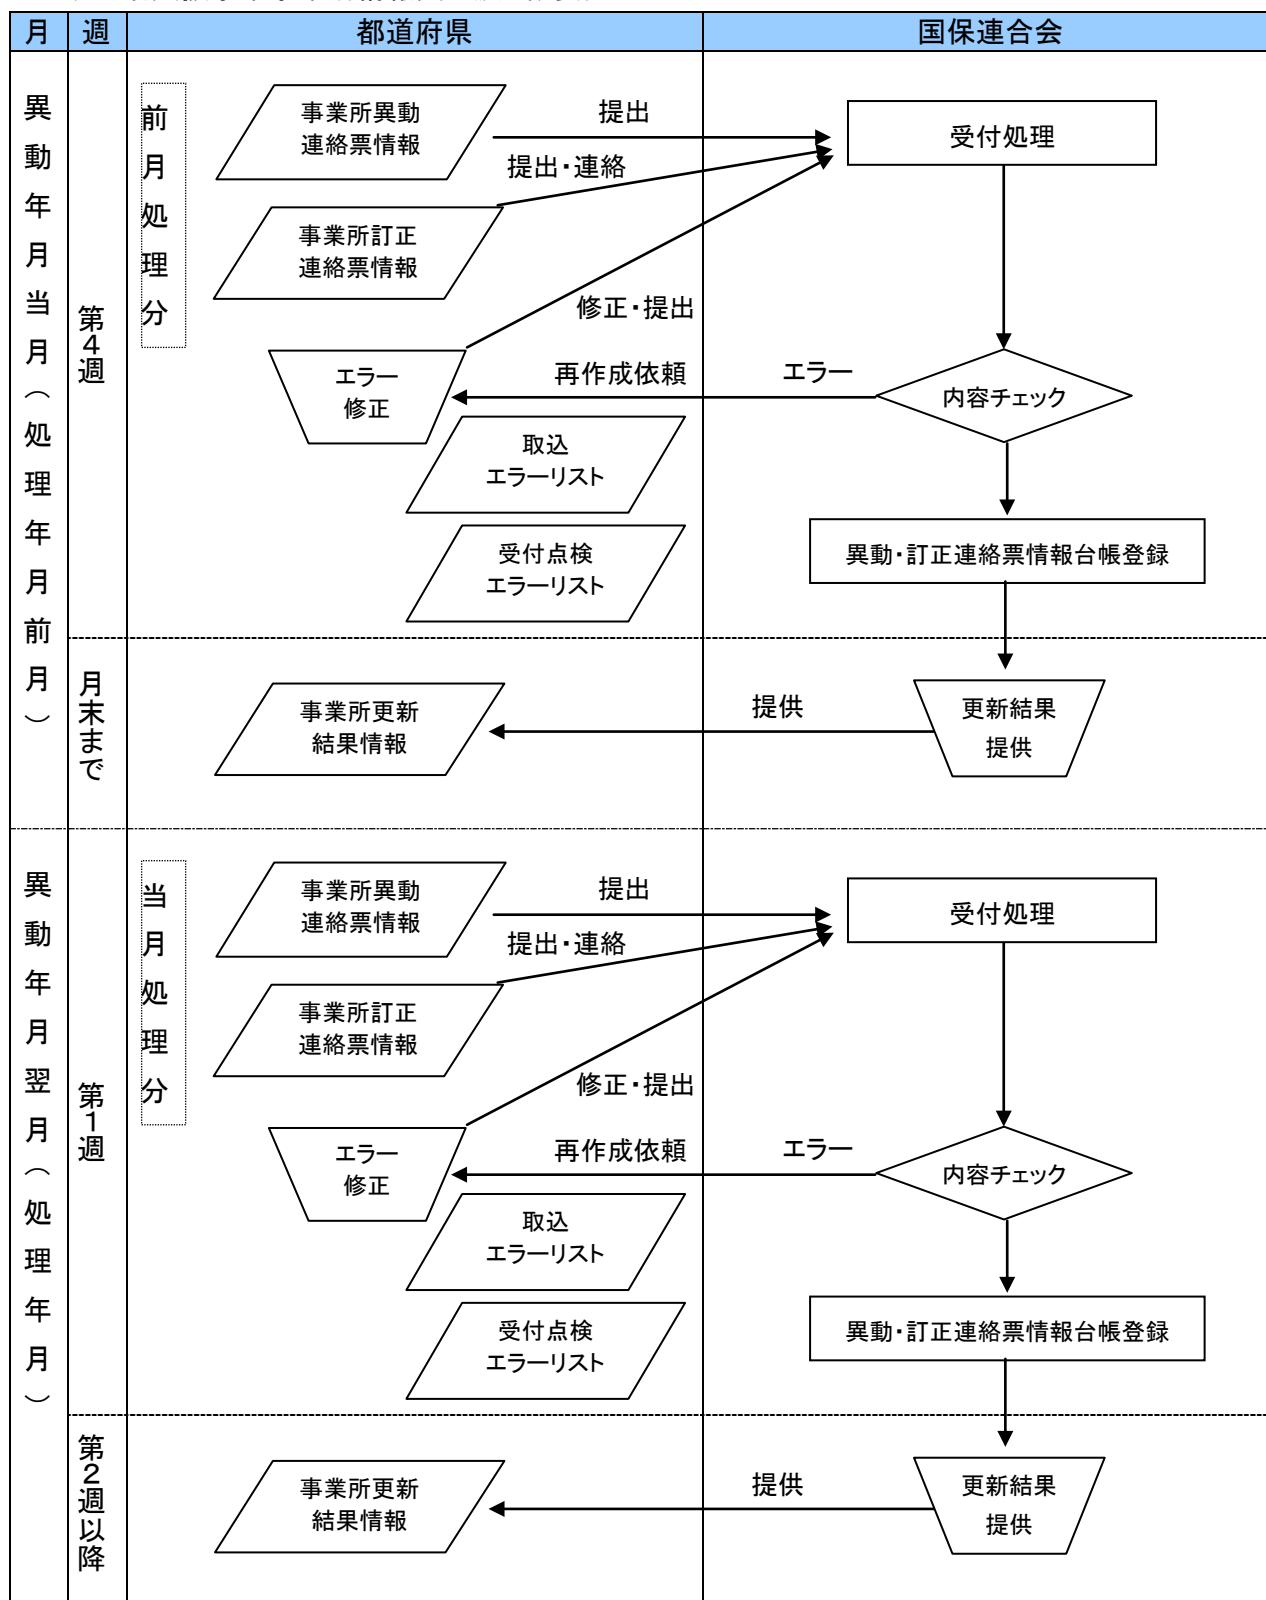 月 週 都道府県 国保連合会
異動年月当月（処理年月前月）
第4週
前月処理分
事業所異動
連絡票情報
提出
受付処理
提出・連絡
事業所訂正
連絡票情報
修正・提出
エラー
修正
再作成依頼
エラー
内容チェック
取込
エラーリスト
受付点検
エラーリスト
異動・訂正連絡票情報台帳登録
月末まで
事業所更新
結果情報
提供
更新結果
提供
異動年月翌月（処理年月）
第1週
当月処理分
事業所異動
連絡票情報
提出
受付処理
提出・連絡
事業所訂正
連絡票情報
修正・提出
エラー
修正
再作成依頼
エラー
内容チェック
取込
エラーリスト
受付点検
エラーリスト
異動・訂正連絡票情報台帳登録
第2週以降
事業所更新
結果情報
提供
更新結果
提供